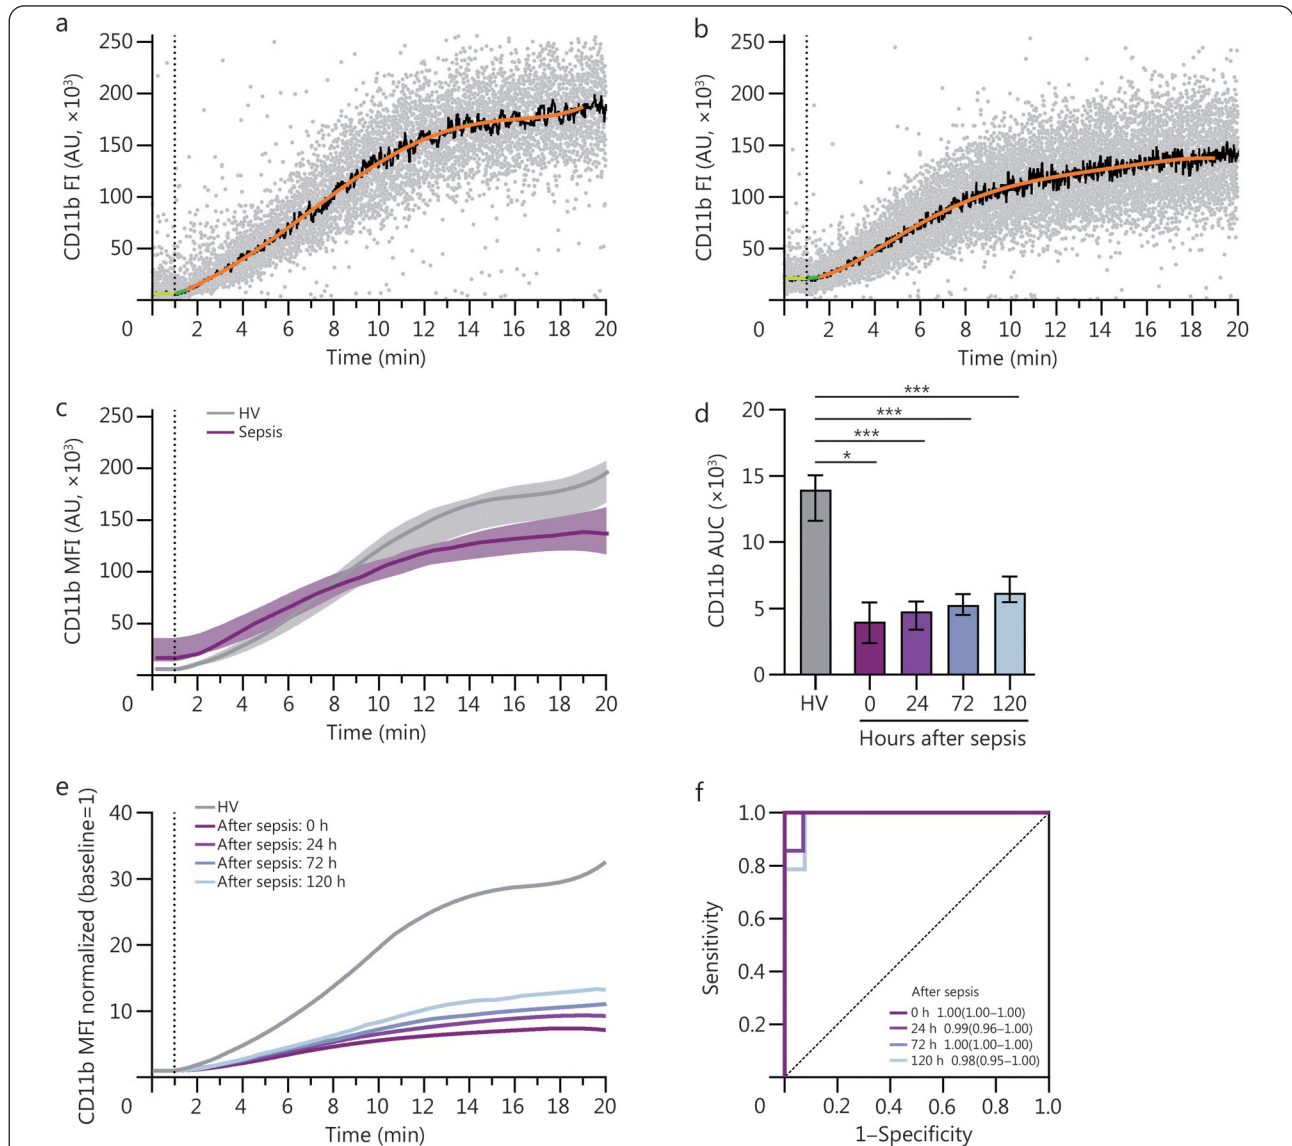 a
CD11b FI (AU, ×10³)
250
200
150
100
50
0 2 4 6 8 10 12 14 16 18 20
Time (min)
b
CD11b FI (AU, ×10³)
250
200
150
100
50
0 2 4 6 8 10 12 14 16 18 20
Time (min)
c
CD11b MFI (AU, ×10³)
HV
Sepsis
250
200
150
100
50
0 2 4 6 8 10 12 14 16 18 20
Time (min)
d
CD11b AUC (×10³)
***
***
***
*
20
15
10
5
0
HV 0 24 72 120
Hours after sepsis
e
CD11b MFI normalized (baseline=1)
HV
After sepsis: 0 h
After sepsis: 24 h
After sepsis: 72 h
After sepsis: 120 h
40
30
20
10
0 2 4 6 8 10 12 14 16 18 20
Time (min)
f
Sensitivity
1.0
0.8
0.6
0.4
0.2
After sepsis
0 h 1.00(1.00–1.00)
24 h 0.99(0.96–1.00)
72 h 1.00(1.00–1.00)
120 h 0.98(0.95–1.00)
0 0.2 0.4 0.6 0.8 1.0
1–Specificity